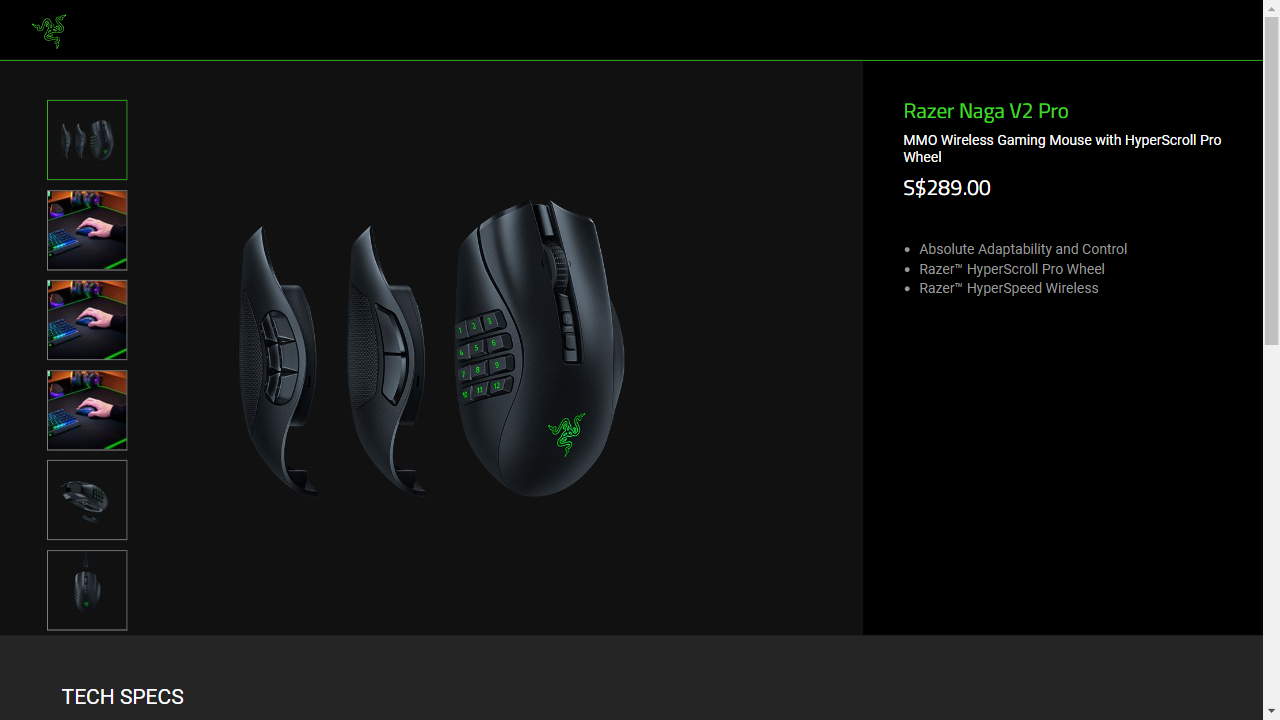 Razer Naga V2 Pro
MMO Wireless Gaming Mouse with HyperScroll Pro
Wheel
S$289.00
Absolute Adaptability and Control
Razer™ HyperScroll Pro Wheel
Razer™ HyperSpeed Wireless
1 2 3
4 5 6
7 8 9
10 11 12
TECH SPECS